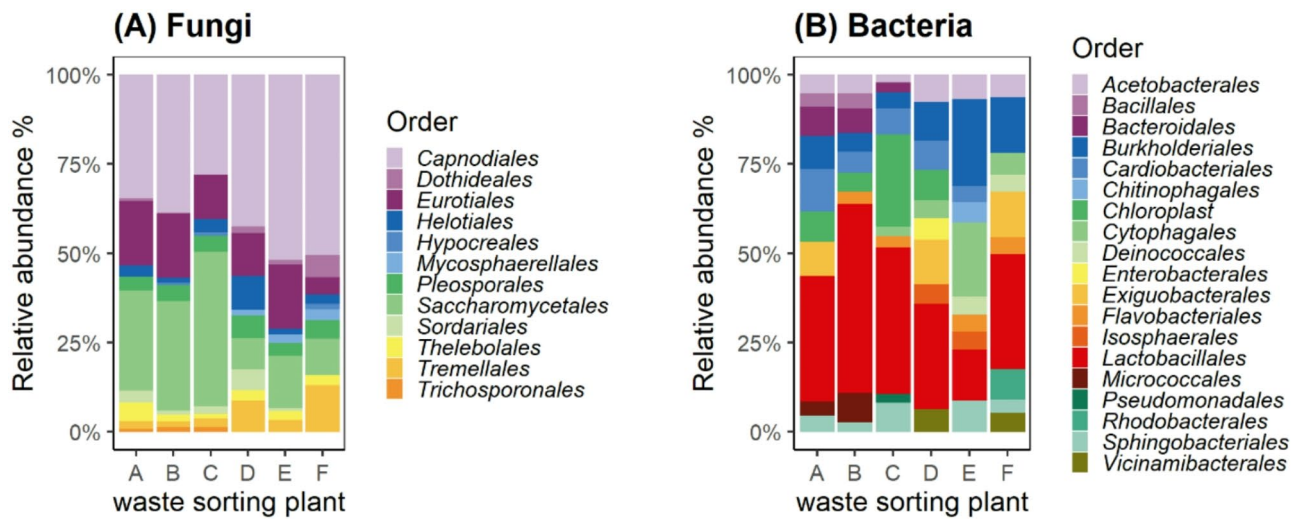 (A) Fungi
Relative abundance %
100%
75%
50%
25%
0%
A B C D E F
waste sorting plant
Order
Capnodiales
Dothideales
Eurotiales
Helotiales
Hypocreales
Mycosphaerellales
Pleosporales
Saccharomycetales
Sordariales
Thelebolales
Tremellales
Trichosporonales
(B) Bacteria
Relative abundance %
100%
75%
50%
25%
0%
A B C D E F
waste sorting plant
Order
Acetobacterales
Bacillales
Bacteroidales
Burkholderiales
Cardiobacteriales
Chitinophagales
Chloroplast
Cytophagales
Deinococcales
Enterobacterales
Exiguobacterales
Flavobacteriales
Isosphaerales
Lactobacillales
Micrococcales
Pseudomonadales
Rhodobacterales
Sphingobacteriales
Vicinamibacterales